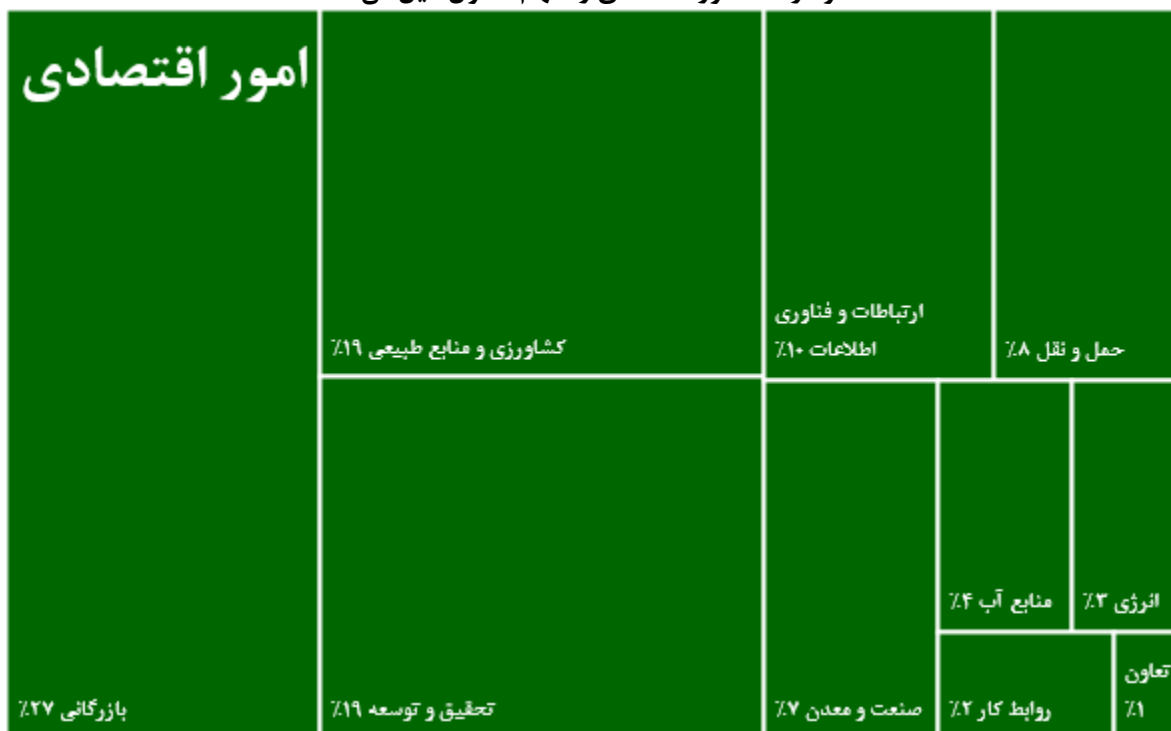 امور اقتصادی
بازرگانی ۲۷٪
کشاورزی و منابع طبیعی ۱۹٪
تحقیق و توسعه ۱۹٪
ارتباطات و فناوری
اطلاعات ۱۰٪
حمل و نقل ۸٪
صنعت و معدن ۷٪
منابع آب ۴٪
انرژی ۳٪
روابط کار ۲٪
تعاون
۱٪